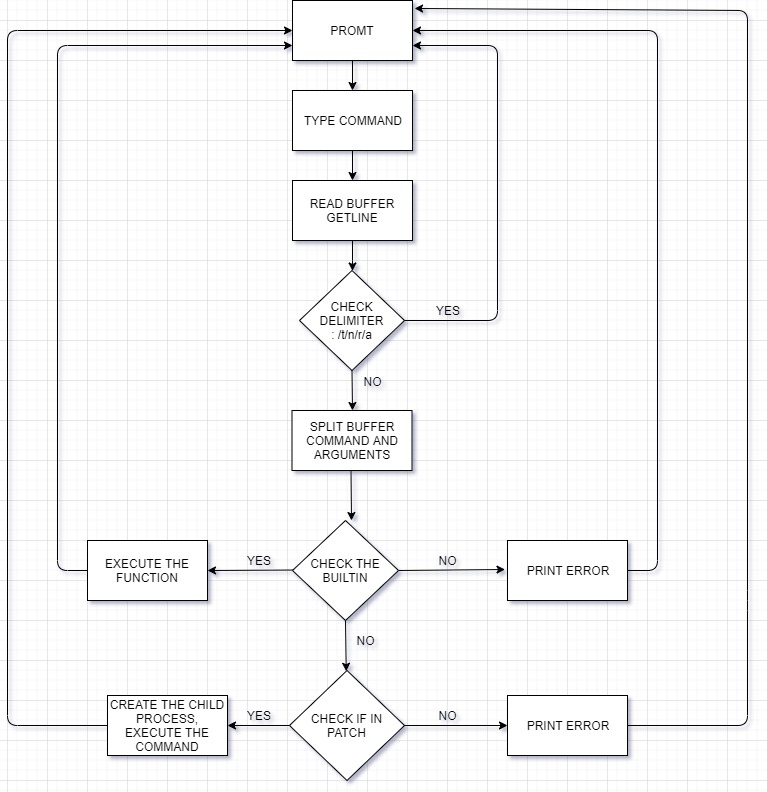 PROMT
TYPE COMMAND
READ BUFFER
GETLINE
CHECK
DELIMITER
: /t/n/r/a
YES
NO
SPLIT BUFFER
COMMAND AND
ARGUMENTS
EXECUTE THE
FUNCTION
YES
CHECK THE
BUILTIN
NO
PRINT ERROR
NO
CREATE THE CHILD
PROCESS,
EXECUTE THE
COMMAND
YES
CHECK IF IN
PATCH
NO
PRINT ERROR